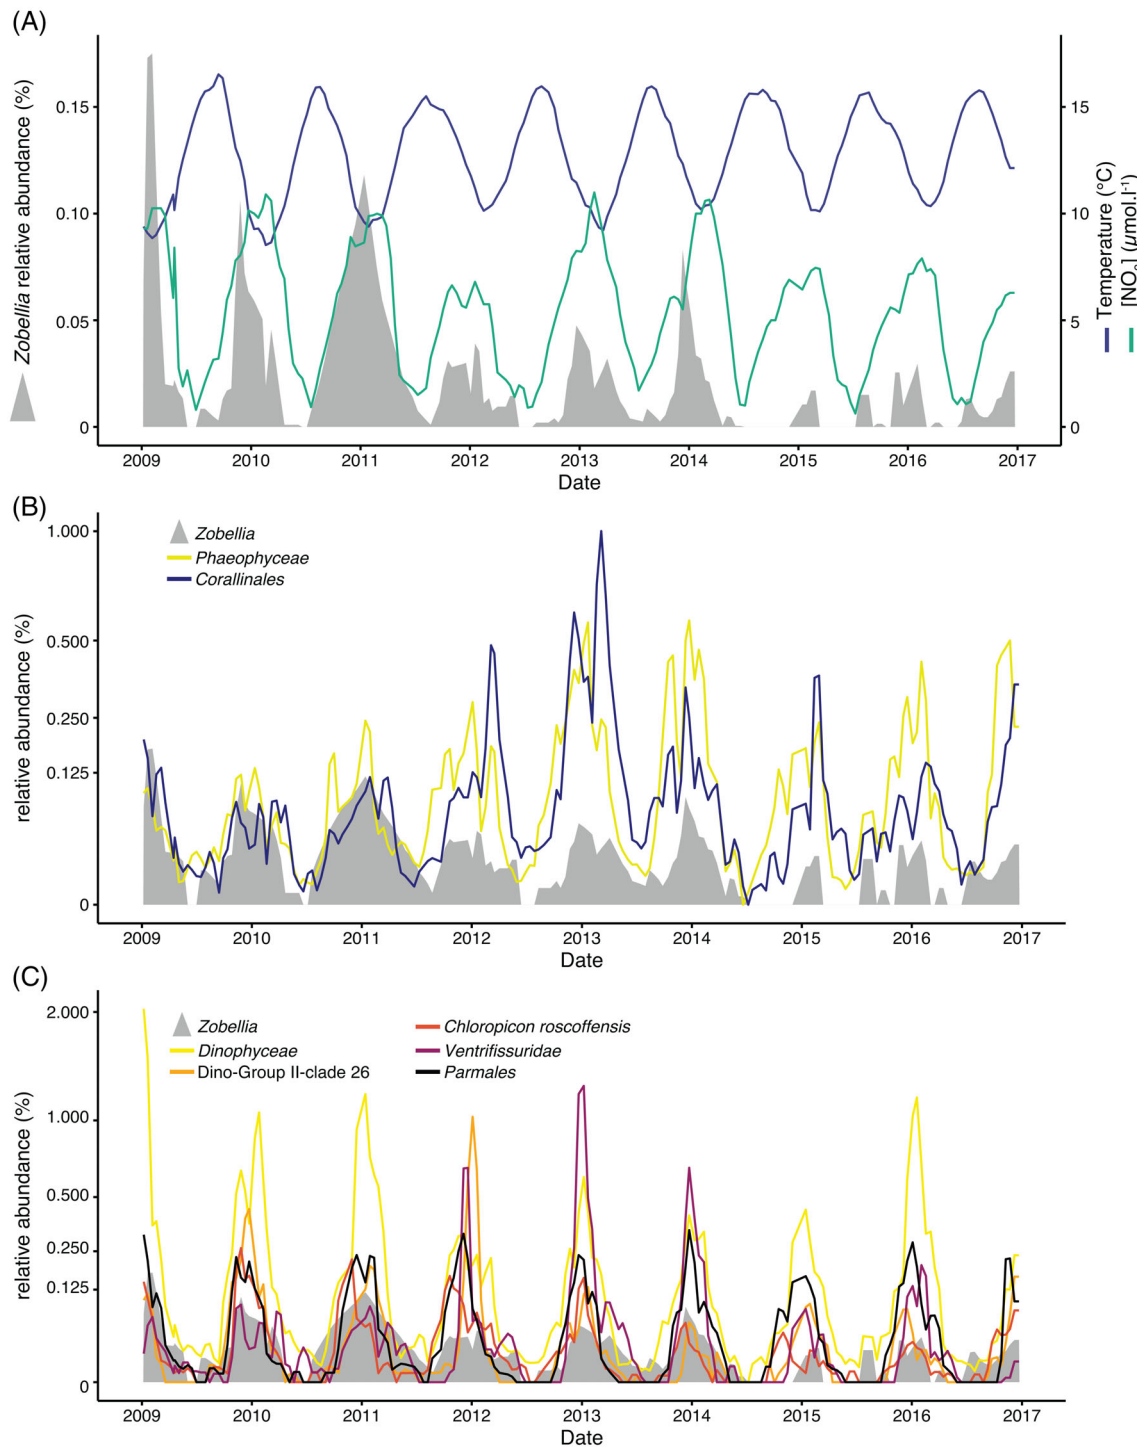 (A)
Zobellia relative abundance (%)
0.15
0.10
0.05
0
15
10
5
0
Temperature (°C)
[NO₃] (µmol.l⁻¹)
2009 2010 2011 2012 2013 2014 2015 2016 2017
Date
(B)
relative abundance (%)
1.000
0.500
0.250
0.125
0
Zobellia
Phaeophyceae
Corallinales
2009 2010 2011 2012 2013 2014 2015 2016 2017
Date
(C)
relative abundance (%)
2.000
1.000
0.500
0.250
0.125
0
Zobellia
Dinophyceae
Dino-Group II-clade 26
Chloropicon roscoffensis
Ventrifissuridae
Parmales
2009 2010 2011 2012 2013 2014 2015 2016 2017
Date